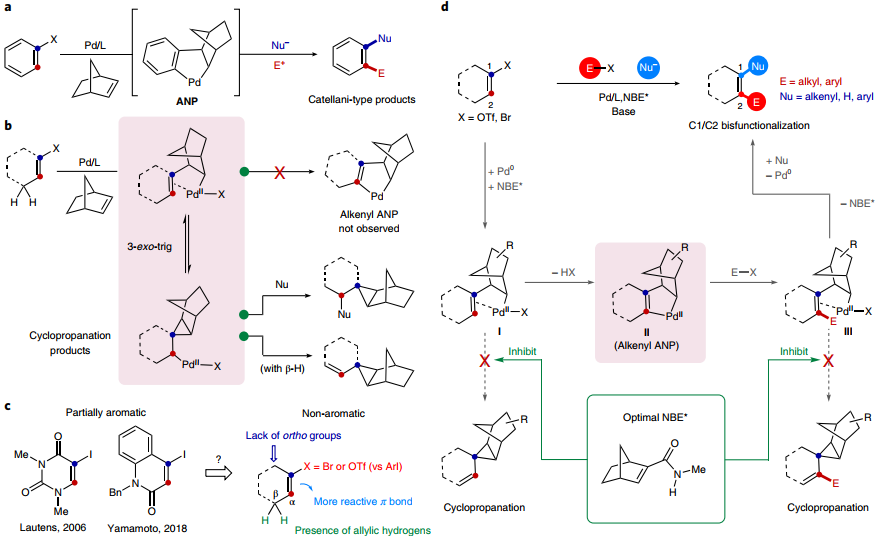 a
X
Pd/L
Pd
ANP
Nu⁻
E⁺
Nu
E
Catellani-type products
b
X
H H
Pd/L
Pdᴵᴵ—X
X
Pd
Alkenyl ANP
not observed
3-exo-trig
Cyclopropanation
products
Pdᴵᴵ—X
Nu
Nu
(with β-H)
c
Partially aromatic
Non-aromatic
Lack of ortho groups
O
Me
N
I
O
N
Me
I
N
Bn
O
?
X = Br or OTf (vs ArI)
β
α
More reactive π bond
H H
Presence of allylic hydrogens
Lautens, 2006
Yamamoto, 2018
d
1
X
2
X = OTf, Br
E—X
Nu⁻
Pd/L,NBE*
Base
1
Nu
2
E
E = alkyl, aryl
Nu = alkenyl, H, aryl
C1/C2 bisfunctionalization
+ Pd⁰
+ NBE*
+ Nu
– Pd⁰
– NBE*
R
Pdᴵᴵ—X
I
– HX
R
Pdᴵᴵ
II
(Alkenyl ANP)
E—X
R
Pdᴵᴵ—X
E
III
X
Inhibit
Inhibit
X
Optimal NBE*
O
N
Me
H
R
Cyclopropanation
R
E
Cyclopropanation